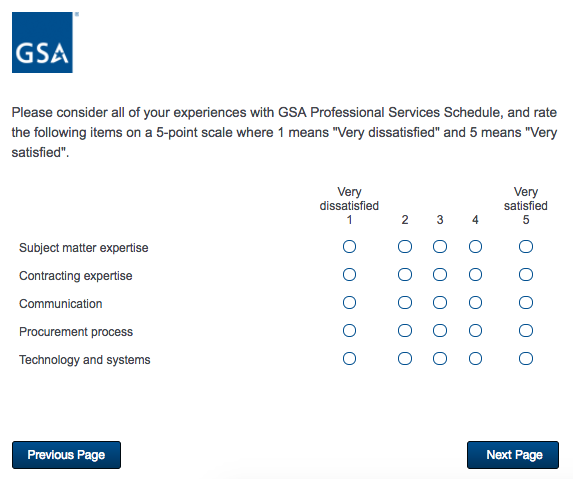 GSA
Please consider all of your experiences with GSA Professional Services Schedule, and rate
the following items on a 5-point scale where 1 means "Very dissatisfied" and 5 means "Very
satisfied".
Very
dissatisfied
1 2 3 4 Very
satisfied
5
Subject matter expertise
Contracting expertise
Communication
Procurement process
Technology and systems
Previous Page Next Page